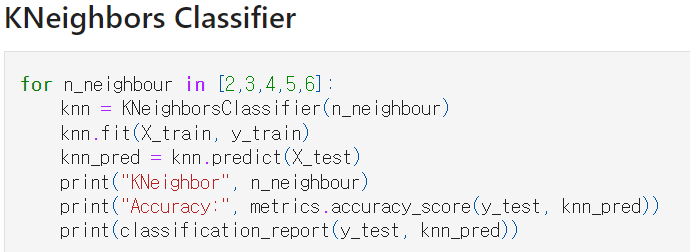 KNeighbors Classifier
for n_neighbour in [2,3,4,5,6]:
    knn = KNeighborsClassifier(n_neighbour)
    knn.fit(X_train, y_train)
    knn_pred = knn.predict(X_test)
    print("KNeighbor", n_neighbour)
    print("Accuracy:", metrics.accuracy_score(y_test, knn_pred))
    print(classification_report(y_test, knn_pred))